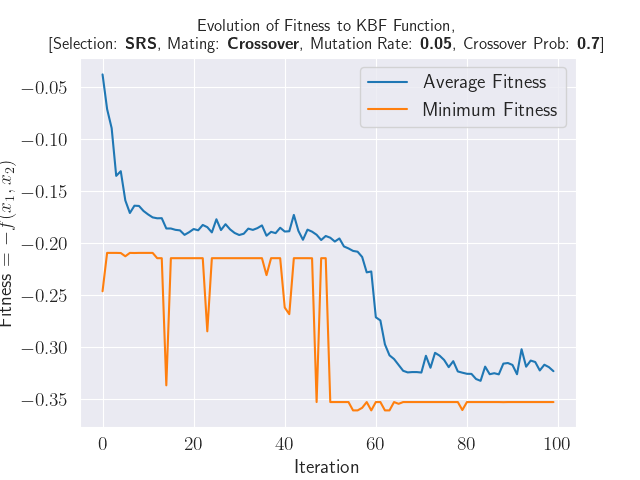 Evolution of Fitness to KBF Function,
[Selection: SRS, Mating: Crossover, Mutation Rate: 0.05, Crossover Prob: 0.7]
Average Fitness
Minimum Fitness
Fitness = −f(x₁, x₂)
−0.05
−0.10
−0.15
−0.20
−0.25
−0.30
−0.35
0 20 40 60 80 100
Iteration